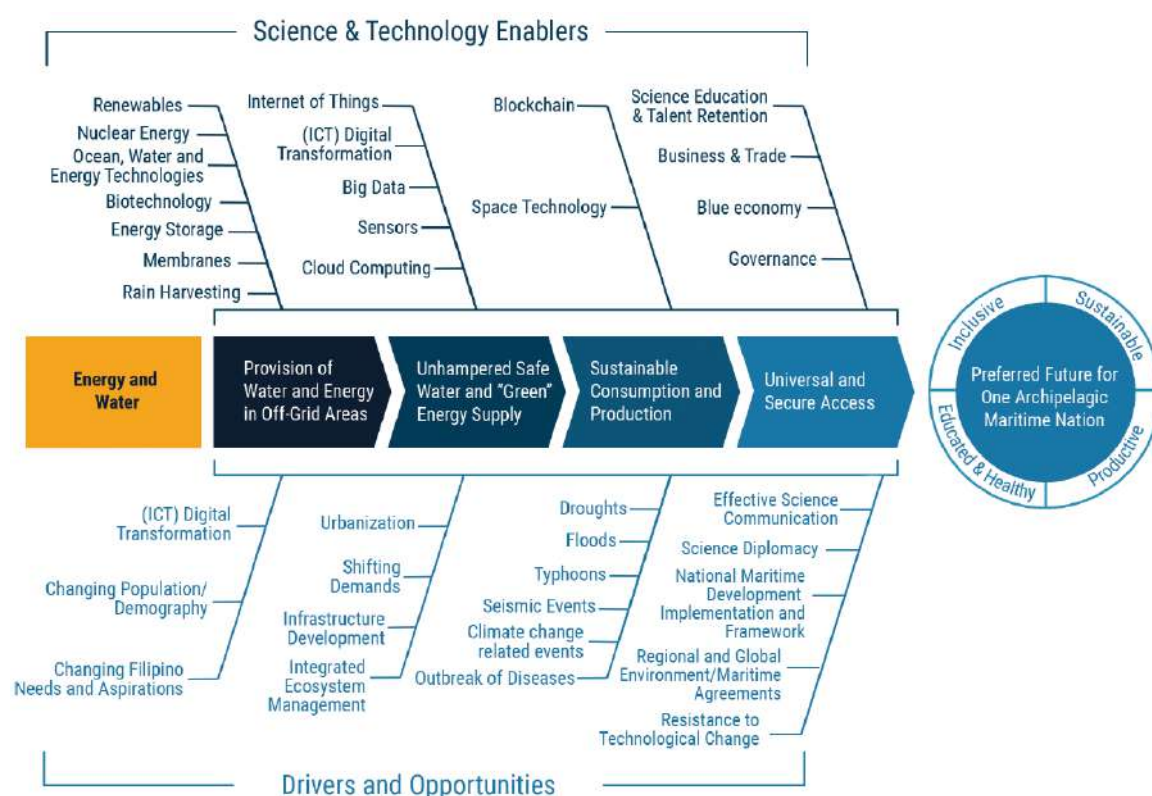 Science & Technology Enablers
Renewables
Nuclear Energy
Ocean, Water and
Energy Technologies
Biotechnology
Energy Storage
Membranes
Rain Harvesting
Internet of Things
(ICT) Digital
Transformation
Big Data
Sensors
Cloud Computing
Blockchain
Space Technology
Science Education
& Talent Retention
Business & Trade
Blue economy
Governance
Energy and
Water
Provision of
Water and Energy
in Off-Grid Areas
Unhampered Safe
Water and "Green"
Energy Supply
Sustainable
Consumption and
Production
Universal and
Secure Access
Inclusive
Sustainable
Preferred Future for
One Archipelagic
Maritime Nation
Educated & Healthy
Productive
(ICT) Digital
Transformation
Changing Population/
Demography
Changing Filipino
Needs and Aspirations
Urbanization
Shifting
Demands
Infrastructure
Development
Integrated
Ecosystem
Management
Droughts
Floods
Typhoons
Seismic Events
Climate change
related events
Outbreak of Diseases
Effective Science
Communication
Science Diplomacy
National Maritime
Development
Implementation and
Framework
Regional and Global
Environment/Maritime
Agreements
Resistance to
Technological Change
Drivers and Opportunities